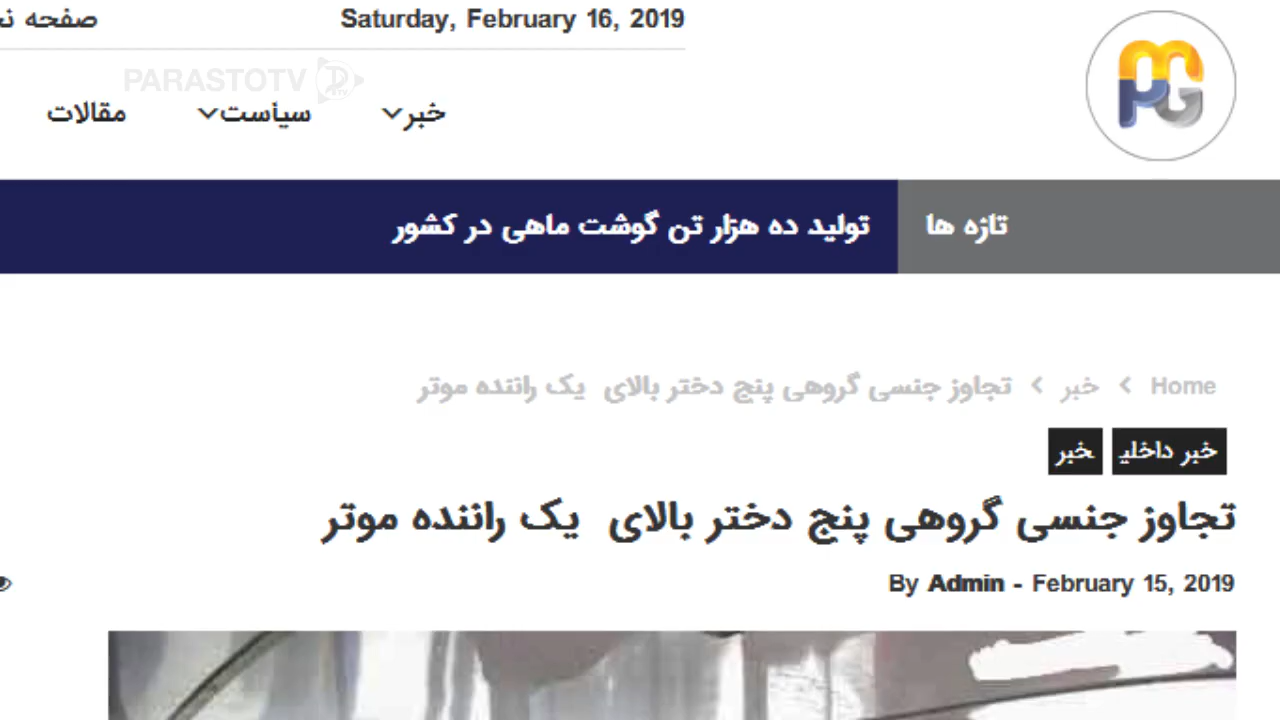 Saturday, February 16, 2019
صفحه
PARASTOTV
خبر سیاست مقالات
تازه ها تولید ده هزار تن گوشت ماهی در کشور
Home › خبر › تجاوز جنسی گروهی پنج دختر بالای یک راننده موتر
خبر داخلی خبر
تجاوز جنسی گروهی پنج دختر بالای یک راننده موتر
By Admin - February 15, 2019